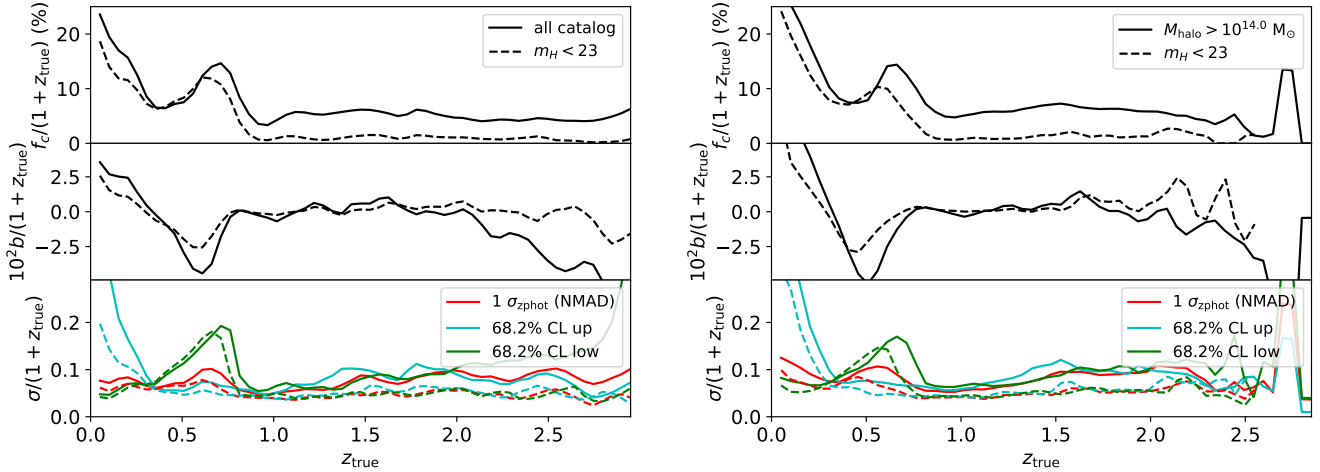 f_c/(1 + z_true) (%)
20
10
0
all catalog
m_H < 23
10²b/(1 + z_true)
2.5
0.0
−2.5
σ/(1 + z_true)
0.2
0.1
0.0
1 σ_zphot (NMAD)
68.2% CL up
68.2% CL low
0.0 0.5 1.0 1.5 2.0 2.5
z_true
f_c/(1 + z_true) (%)
20
10
0
M_halo > 10^14.0 M_⊙
m_H < 23
10²b/(1 + z_true)
2.5
0.0
−2.5
σ/(1 + z_true)
0.2
0.1
0.0
1 σ_zphot (NMAD)
68.2% CL up
68.2% CL low
0.0 0.5 1.0 1.5 2.0 2.5
z_true